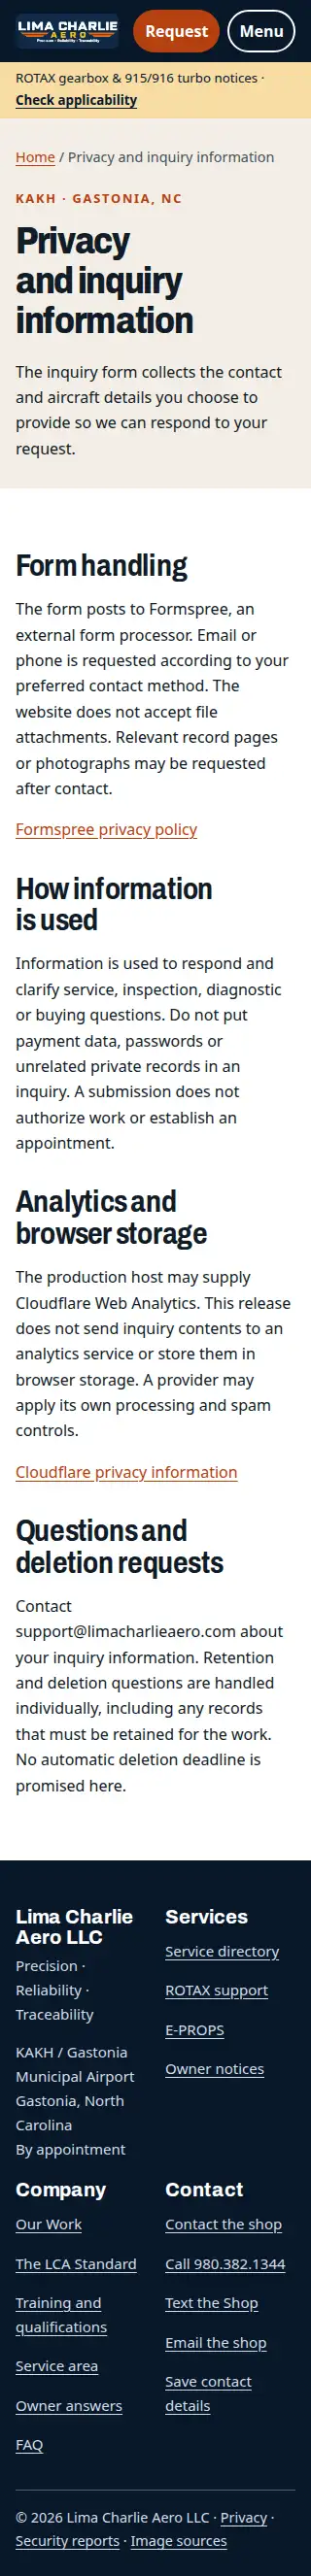 LIMA CHARLIE
AERO
Precision · Reliability · Traceability
Request
Menu
ROTAX gearbox & 915/916 turbo notices ·
Check applicability
Home / Privacy and inquiry information
KAKH · GASTONIA, NC
Privacy
and inquiry
information
The inquiry form collects the contact
and aircraft details you choose to
provide so we can respond to your
request.
Form handling
The form posts to Formspree, an
external form processor. Email or
phone is requested according to your
preferred contact method. The
website does not accept file
attachments. Relevant record pages
or photographs may be requested
after contact.
Formspree privacy policy
How information
is used
Information is used to respond and
clarify service, inspection, diagnostic
or buying questions. Do not put
payment data, passwords or
unrelated private records in an
inquiry. A submission does not
authorize work or establish an
appointment.
Analytics and
browser storage
The production host may supply
Cloudflare Web Analytics. This release
does not send inquiry contents to an
analytics service or store them in
browser storage. A provider may
apply its own processing and spam
controls.
Cloudflare privacy information
Questions and
deletion requests
Contact
support@limacharlieaero.com about
your inquiry information. Retention
and deletion questions are handled
individually, including any records
that must be retained for the work.
No automatic deletion deadline is
promised here.
Lima Charlie
Aero LLC
Precision ·
Reliability ·
Traceability
KAKH / Gastonia
Municipal Airport
Gastonia, North
Carolina
By appointment
Services
Service directory
ROTAX support
E-PROPS
Owner notices
Company
Our Work
The LCA Standard
Training and
qualifications
Service area
Owner answers
FAQ
Contact
Contact the shop
Call 980.382.1344
Text the Shop
Email the shop
Save contact
details
© 2026 Lima Charlie Aero LLC · Privacy ·
Security reports · Image sources